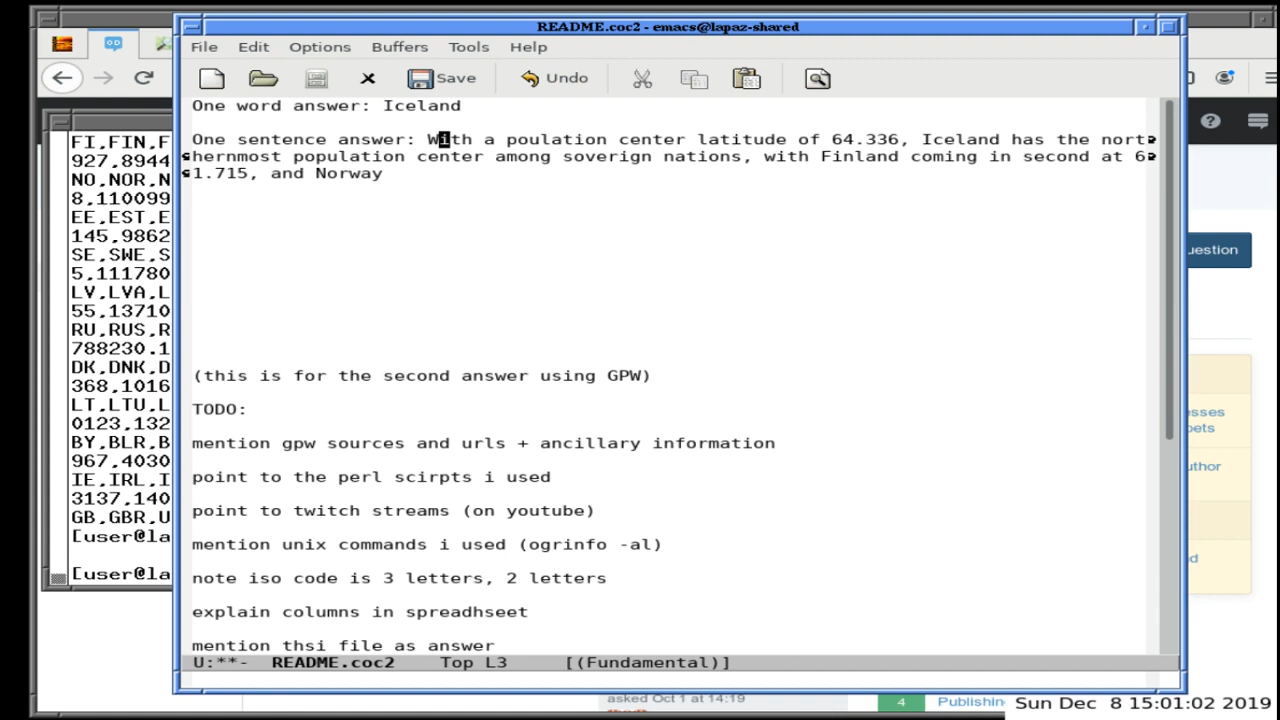 README.coc2 - emacs@lapaz-shared
File Edit Options Buffers Tools Help
Save Undo
One word answer: Iceland
One sentence answer: With a poulation center latitude of 64.336, Iceland has the nort
hernmost population center among soverign nations, with Finland coming in second at 6
1.715, and Norway
(this is for the second answer using GPW)
TODO:
mention gpw sources and urls + ancillary information
point to the perl scirpts i used
point to twitch streams (on youtube)
mention unix commands i used (ogrinfo -al)
note iso code is 3 letters, 2 letters
explain columns in spreadhseet
mention thsi file as answer
U:**- README.coc2 Top L3 [(Fundamental)]
FI,FIN,F
927,8944
NO,NOR,N
8,110099
EE,EST,E
145,9862
SE,SWE,S
5,111780
LV,LVA,L
55,13710
RU,RUS,R
788230.1
DK,DNK,D
368,1016
LT,LTU,L
0123,132
BY,BLR,B
967,4030
IE,IRL,I
3137,140
GB,GBR,U
[user@la
[user@la
uestion
esses
pets
uthor
d
asked Oct 1 at 14:19
4 Publishin
Sun Dec 8 15:01:02 2019